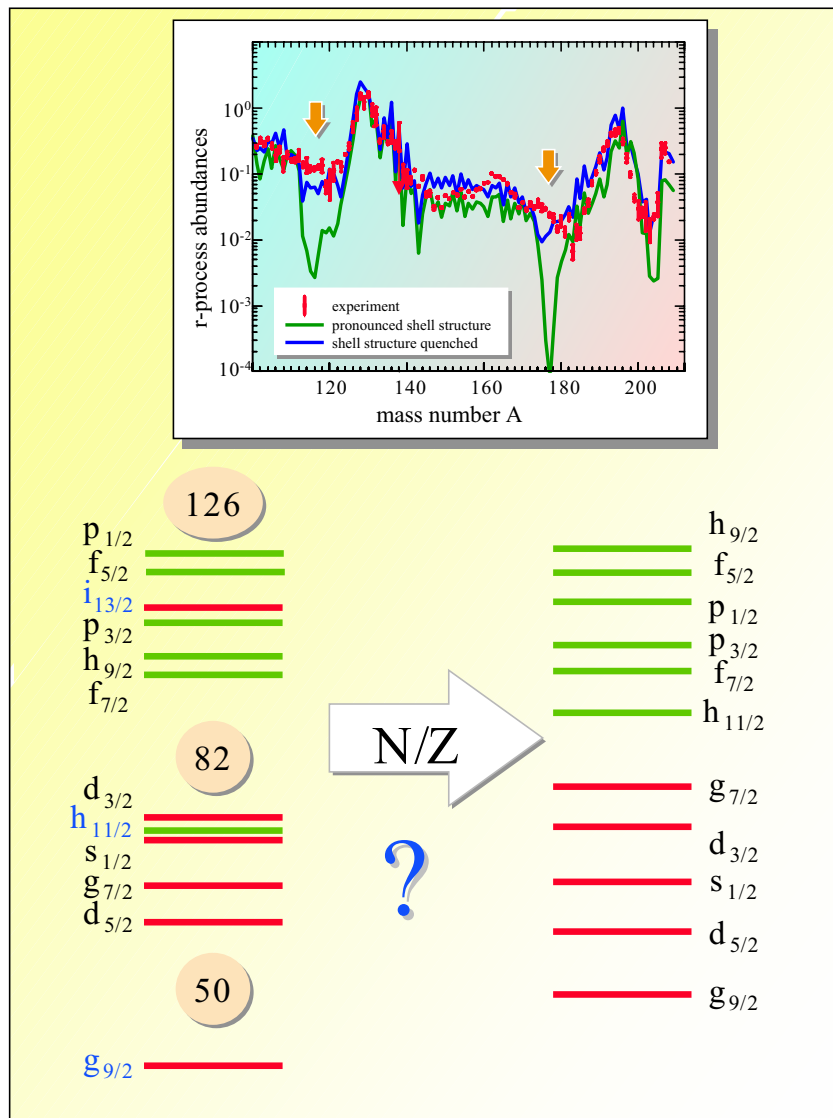 10^0
10^-1
10^-2
10^-3
10^-4
r-process abundances
experiment
pronounced shell structure
shell structure quenched
120 140 160 180 200
mass number A
126
p 1/2
f 5/2
i 13/2
p 3/2
h 9/2
f 7/2
82
d 3/2
h 11/2
s 1/2
g 7/2
d 5/2
50
g 9/2
N/Z
?
h 9/2
f 5/2
p 1/2
p 3/2
f 7/2
h 11/2
g 7/2
d 3/2
s 1/2
d 5/2
g 9/2